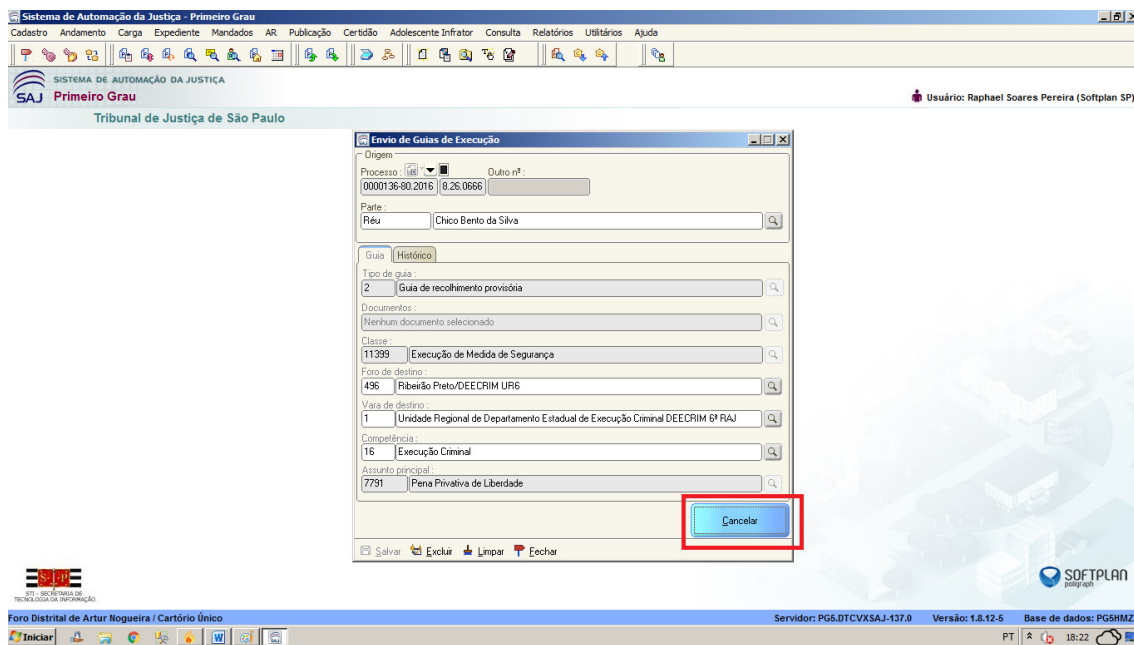 Sistema de Automação da Justiça - Primeiro Grau
Cadastro Andamento Carga Expediente Mandados AR Publicação Certidão Adolescente Infrator Consulta Relatórios Utilitários Ajuda
SISTEMA DE AUTOMAÇÃO DA JUSTIÇA
SAJ Primeiro Grau
Usuário: Raphael Soares Pereira (Softplan SP)
Tribunal de Justiça de São Paulo
Envio de Guias de Execução
Origem
Processo : Outro nº :
0000136-80.2016 8.26.0666
Parte :
Réu Chico Bento da Silva
Guia Histórico
Tipo de guia :
2 Guia de recolhimento provisória
Documentos :
Nenhum documento selecionado
Classe :
11399 Execução de Medida de Segurança
Foro de destino :
496 Ribeirão Preto/DEECRIM UR6
Vara de destino :
1 Unidade Regional de Departamento Estadual de Execução Criminal DEECRIM 6ª RAJ
Competência :
16 Execução Criminal
Assunto principal :
7791 Pena Privativa de Liberdade
Cancelar
Salvar Excluir Limpar Fechar
STI - SECRETARIA DE
TECNOLOGIA DA INFORMAÇÃO
SOFTPLAN
poligraph
Foro Distrital de Artur Nogueira / Cartório Único
Servidor: PG5.DTCVXSAJ-137.0 Versão: 1.8.12-5 Base de dados: PG5HMZ
Iniciar
PT 18:22